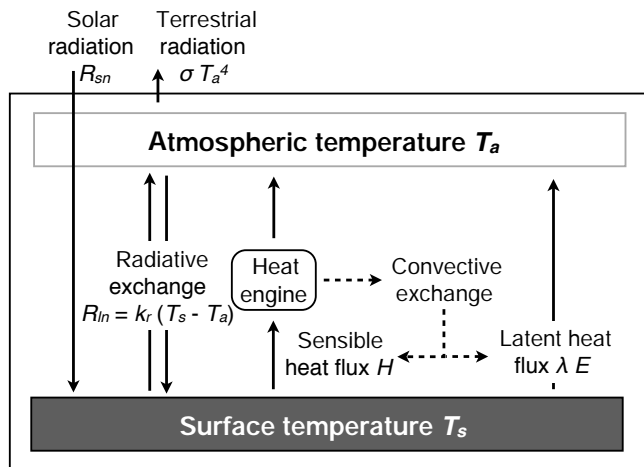 Solar
radiation
Rsn
Terrestrial
radiation
σ Ta⁴
Atmospheric temperature Ta
Radiative
exchange
Rln = kr (Ts - Ta)
Heat
engine
Convective
exchange
Sensible
heat flux H
Latent heat
flux λ E
Surface temperature Ts